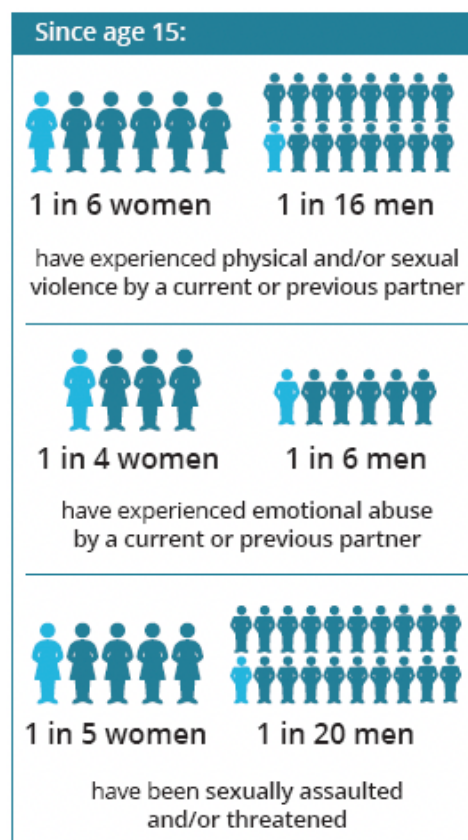 Since age 15:
1 in 6 women
1 in 16 men
have experienced physical and/or sexual
violence by a current or previous partner
1 in 4 women
1 in 6 men
have experienced emotional abuse
by a current or previous partner
1 in 5 women
1 in 20 men
have been sexually assaulted
and/or threatened